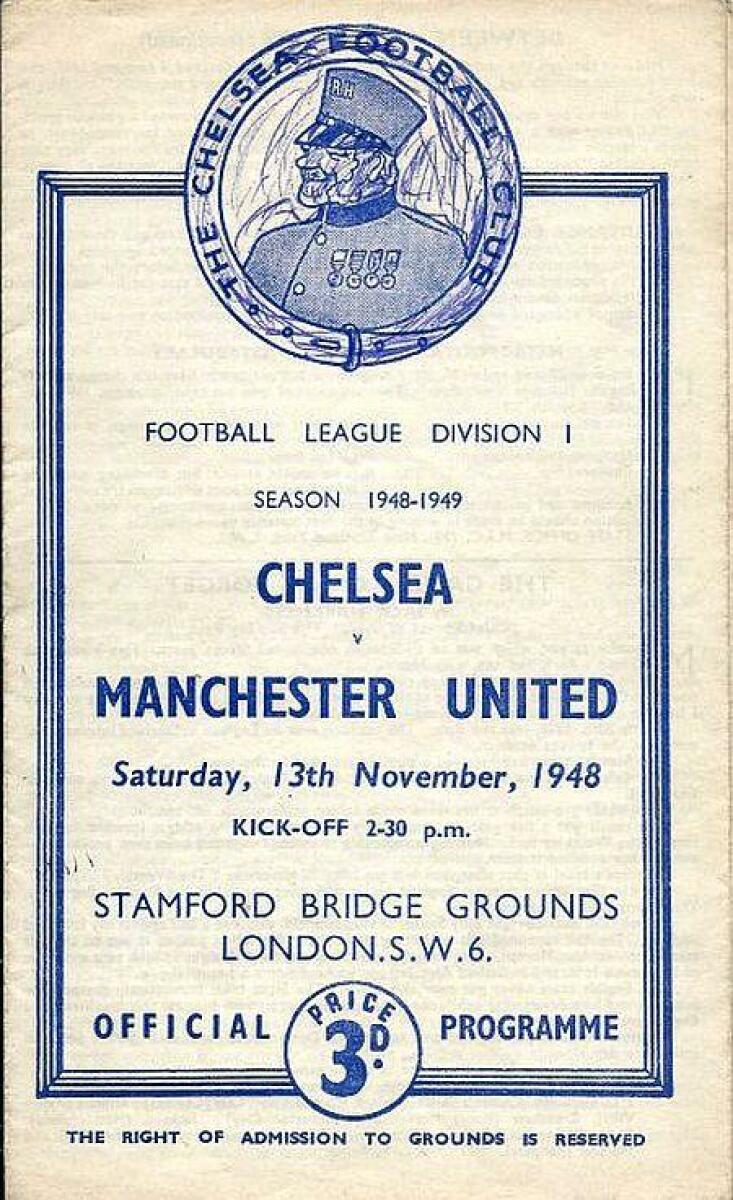 THE CHELSEA FOOTBALL CLUB
RH
FOOTBALL LEAGUE DIVISION I
SEASON 1948-1949
CHELSEA
v
MANCHESTER UNITED
Saturday, 13th November, 1948
KICK-OFF 2-30 p.m.
STAMFORD BRIDGE GROUNDS
LONDON.S.W.6.
OFFICIAL PRICE 3D. PROGRAMME
THE RIGHT OF ADMISSION TO GROUNDS IS RESERVED